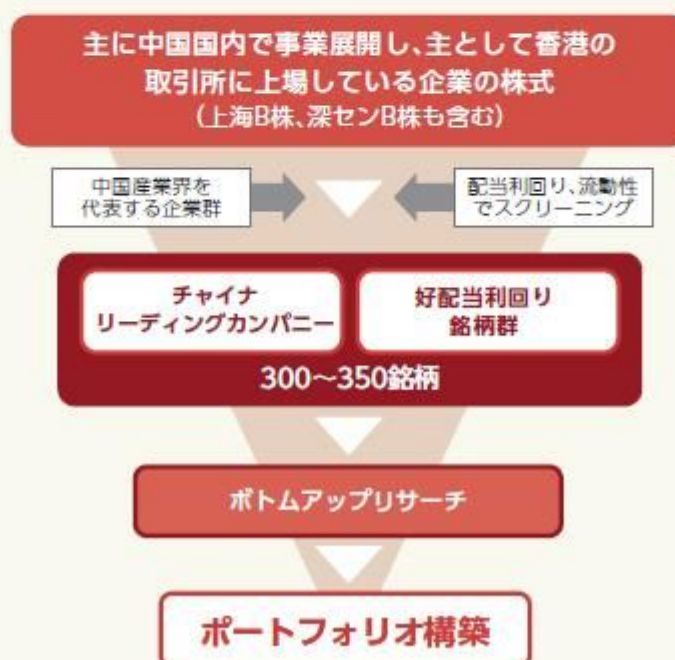 主に中国国内で事業展開し、主として香港の
取引所に上場している企業の株式
（上海B株、深センB株も含む）
中国産業界を
代表する企業群
配当利回り、流動性
でスクリーニング
チャイナ
リーディングカンパニー
好配当利回り
銘柄群
300〜350銘柄
ボトムアップリサーチ
ポートフォリオ構築